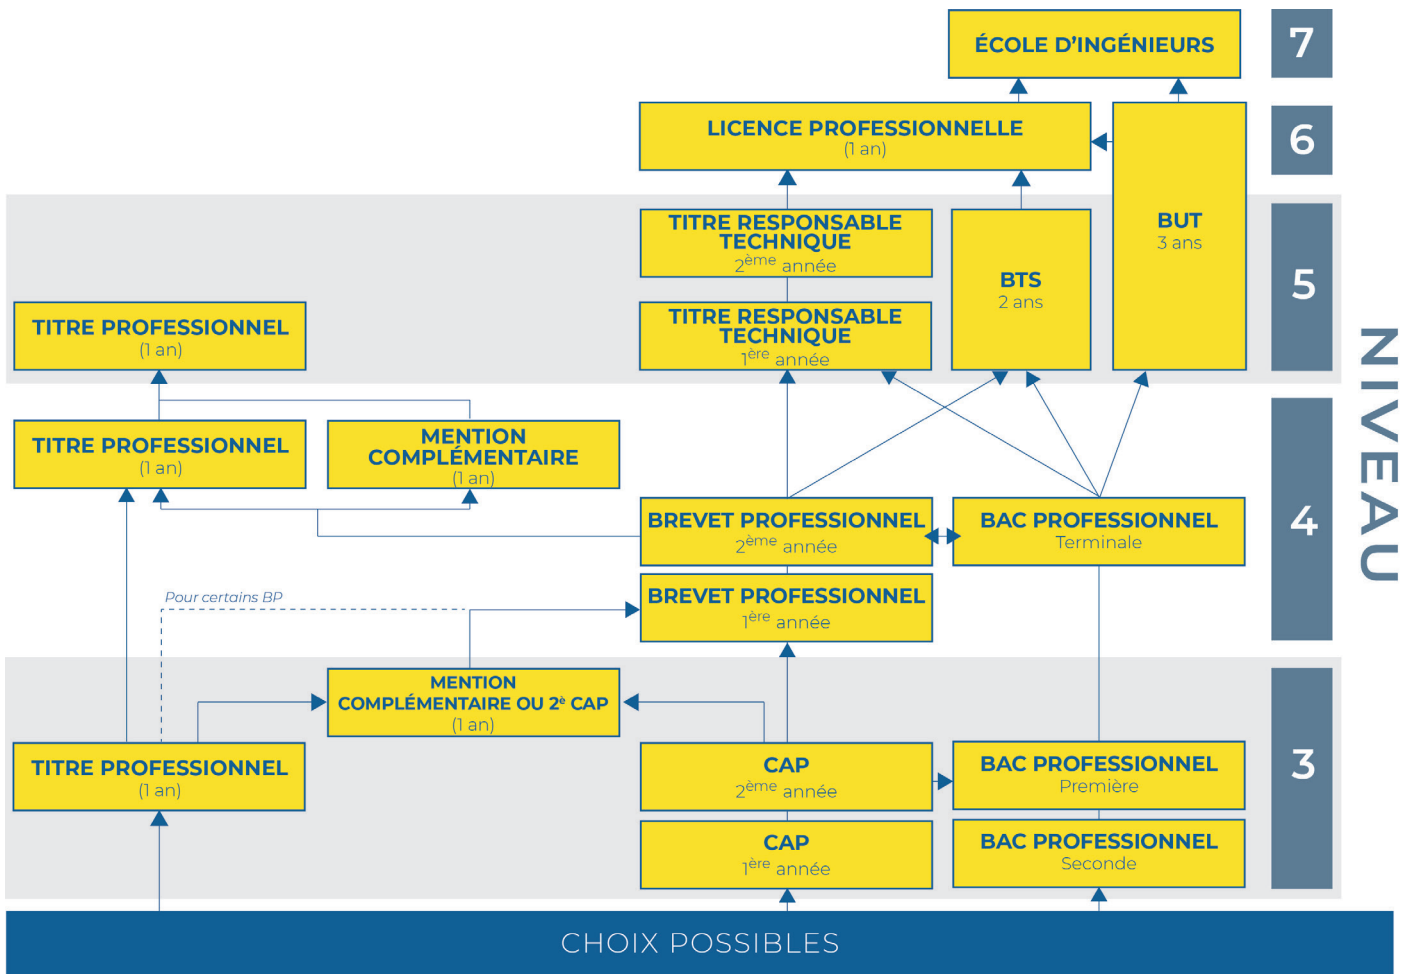 ÉCOLE D'INGÉNIEURS
7
LICENCE PROFESSIONNELLE
(1 an)
6
TITRE RESPONSABLE
TECHNIQUE
2ème année
BTS
2 ans
BUT
3 ans
5
TITRE PROFESSIONNEL
(1 an)
TITRE RESPONSABLE
TECHNIQUE
1ère année
NIVEAU
TITRE PROFESSIONNEL
(1 an)
MENTION
COMPLÉMENTAIRE
(1 an)
BREVET PROFESSIONNEL
2ème année
BAC PROFESSIONNEL
Terminale
4
Pour certains BP
BREVET PROFESSIONNEL
1ère année
MENTION
COMPLÉMENTAIRE OU 2è CAP
(1 an)
TITRE PROFESSIONNEL
(1 an)
CAP
2ème année
BAC PROFESSIONNEL
Première
3
CAP
1ère année
BAC PROFESSIONNEL
Seconde
CHOIX POSSIBLES